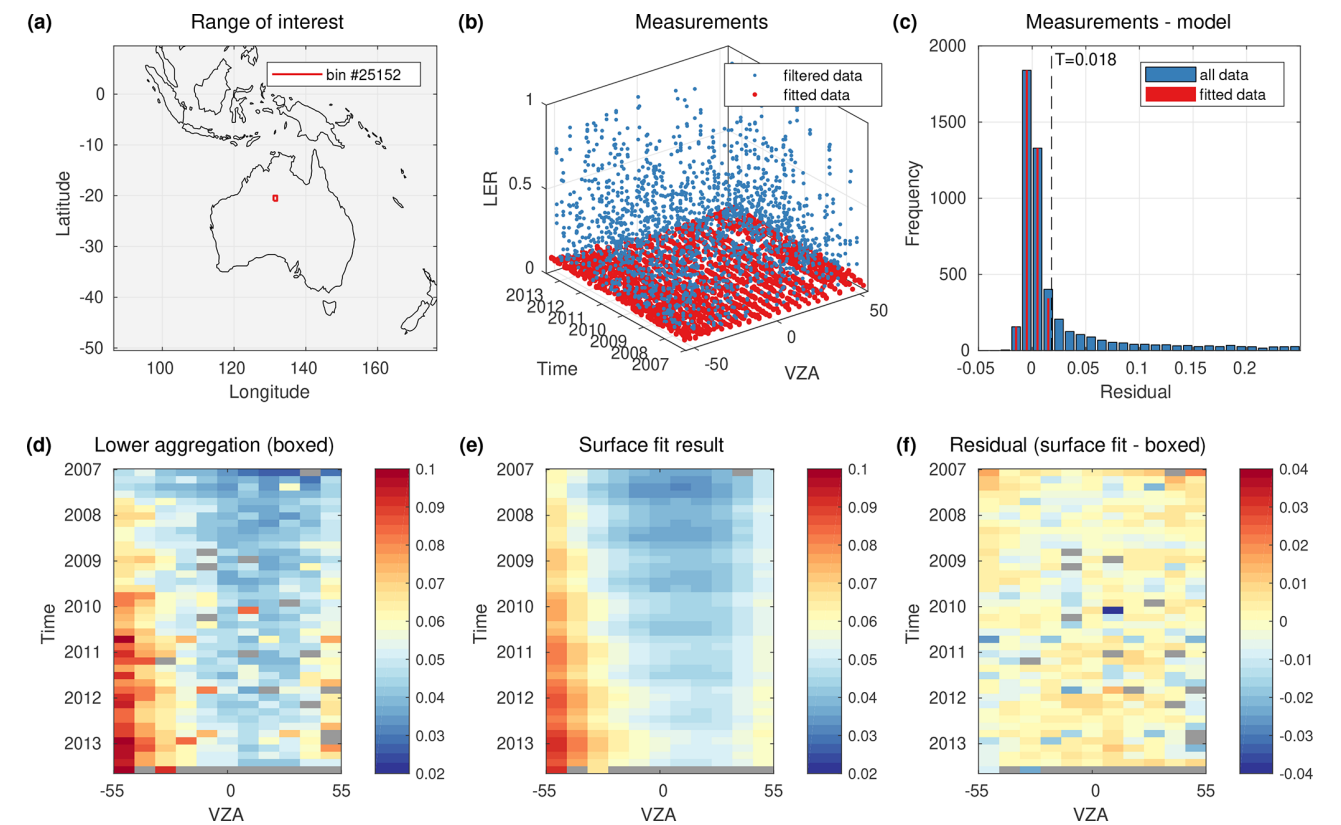 (a) Range of interest
bin #25152
0
-10
-20
-30
-40
-50
Latitude
100 120 140 160
Longitude
(b) Measurements
filtered data
fitted data
1
0.5
0
LER
2013
2012
2011
2010
2009
2008
2007
Time
-50
0
50
VZA
(c) Measurements - model
T=0.018
all data
fitted data
2000
1500
1000
500
0
Frequency
-0.05 0 0.05 0.1 0.15 0.2
Residual
(d) Lower aggregation (boxed)
2007
2008
2009
2010
2011
2012
2013
Time
-55 0 55
VZA
0.1
0.09
0.08
0.07
0.06
0.05
0.04
0.03
0.02
(e) Surface fit result
2007
2008
2009
2010
2011
2012
2013
Time
-55 0 55
VZA
0.1
0.09
0.08
0.07
0.06
0.05
0.04
0.03
0.02
(f) Residual (surface fit - boxed)
2007
2008
2009
2010
2011
2012
2013
Time
-55 0 55
VZA
0.04
0.03
0.02
0.01
0
-0.01
-0.02
-0.03
-0.04